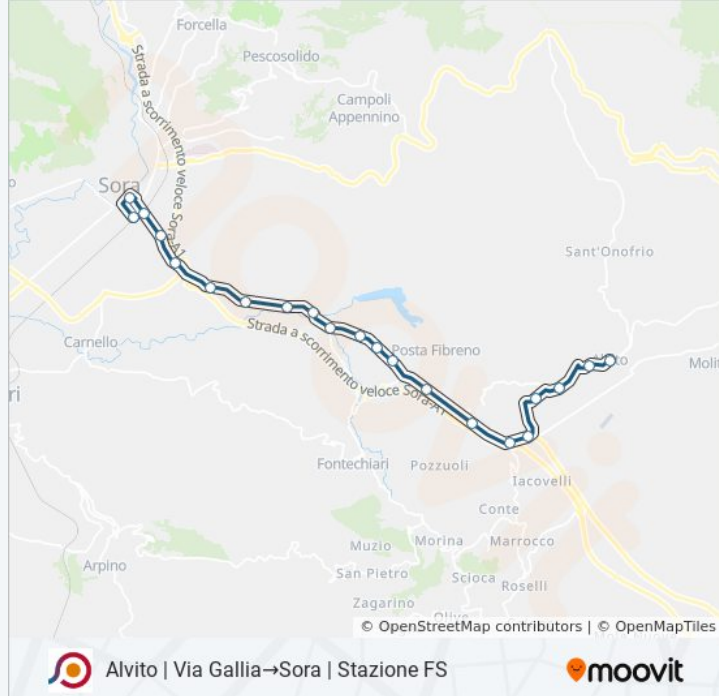 Forcella
Pescosolido
Campoli
Appennino
Strada a scorrimento veloce Sora-A1
Sora
Sant'Onofrio
Carnello
Strada a scorrimento veloce Sora-A1
Posta Fibreno
ri
Fontechiari
Pozzuoli
Iacovelli
Conte
Muzio
Morina
Marrocco
Arpino
San Pietro
Scioca
Roselli
Zagarino
© OpenStreetMap contributors | © OpenMapTiles
Alvito | Via Gallia→Sora | Stazione FS
moovit